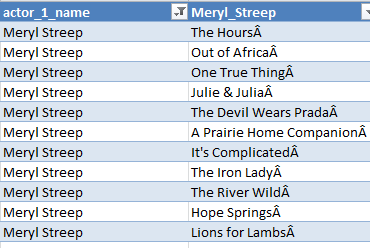 actor_1_name Meryl_Streep
Meryl Streep The HoursÂ
Meryl Streep Out of AfricaÂ
Meryl Streep One True ThingÂ
Meryl Streep Julie & JuliaÂ
Meryl Streep The Devil Wears PradaÂ
Meryl Streep A Prairie Home CompanionÂ
Meryl Streep It's ComplicatedÂ
Meryl Streep The Iron LadyÂ
Meryl Streep The River WildÂ
Meryl Streep Hope SpringsÂ
Meryl Streep Lions for LambsÂ